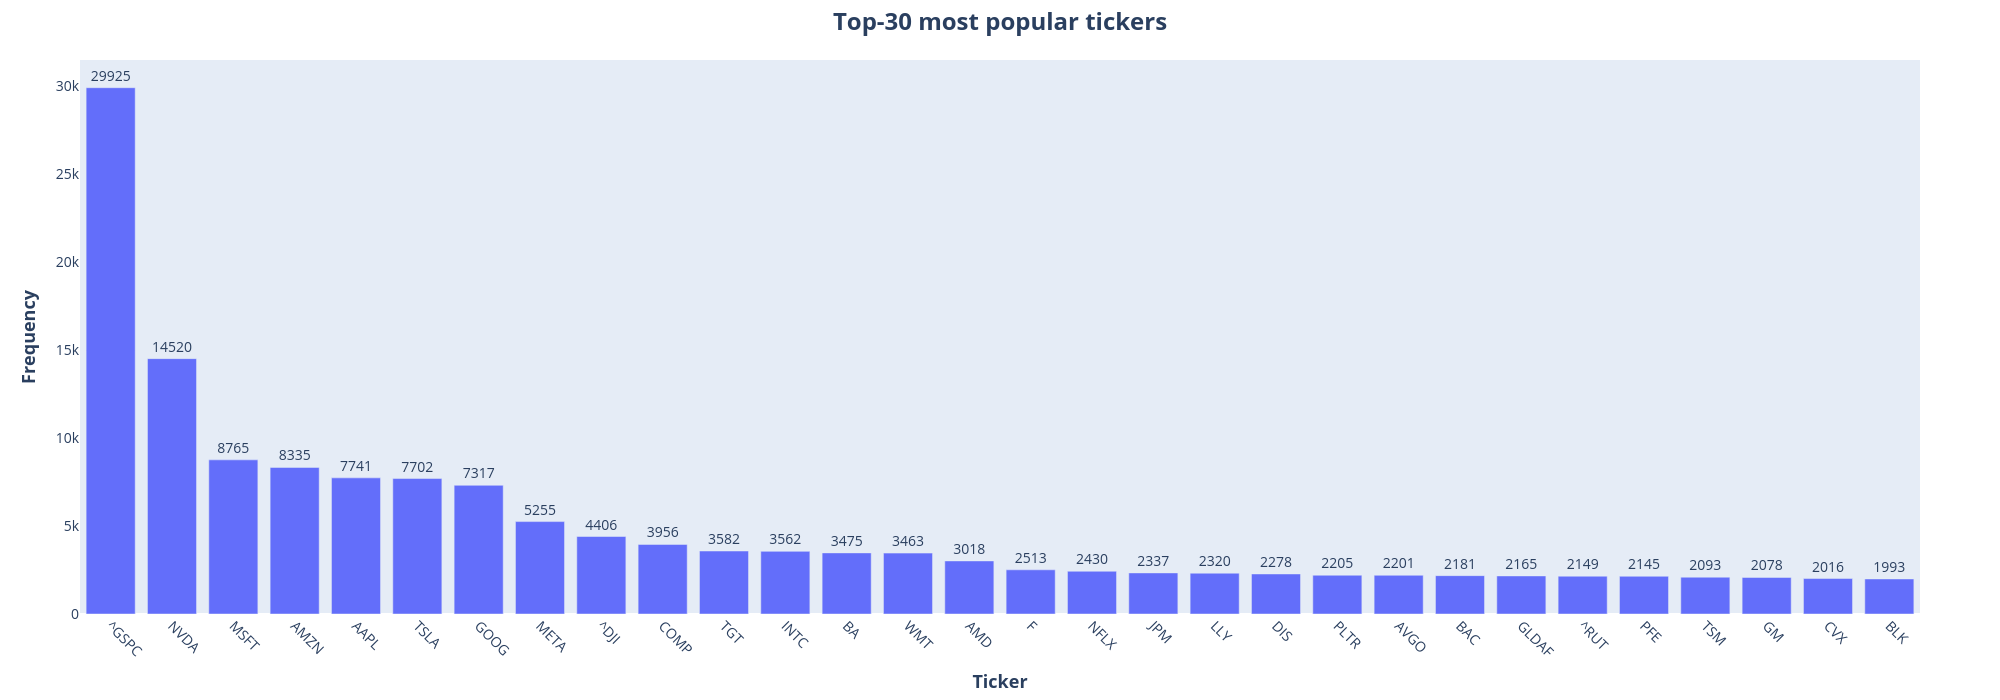 Top-30 most popular tickers
Frequency
30k
25k
20k
15k
10k
5k
0
29925
14520
8765
8335
7741
7702
7317
5255
4406
3956
3582
3562
3475
3463
3018
2513
2430
2337
2320
2278
2205
2201
2181
2165
2149
2145
2093
2078
2016
1993
^GSPC
NVDA
MSFT
AMZN
AAPL
TSLA
GOOG
META
^DJI
COMP
TGT
INTC
BA
WMT
AMD
F
NFLX
JPM
LLY
DIS
PLTR
AVGO
BAC
GLDAF
^RUT
PFE
TSM
GM
CVX
BLK
Ticker